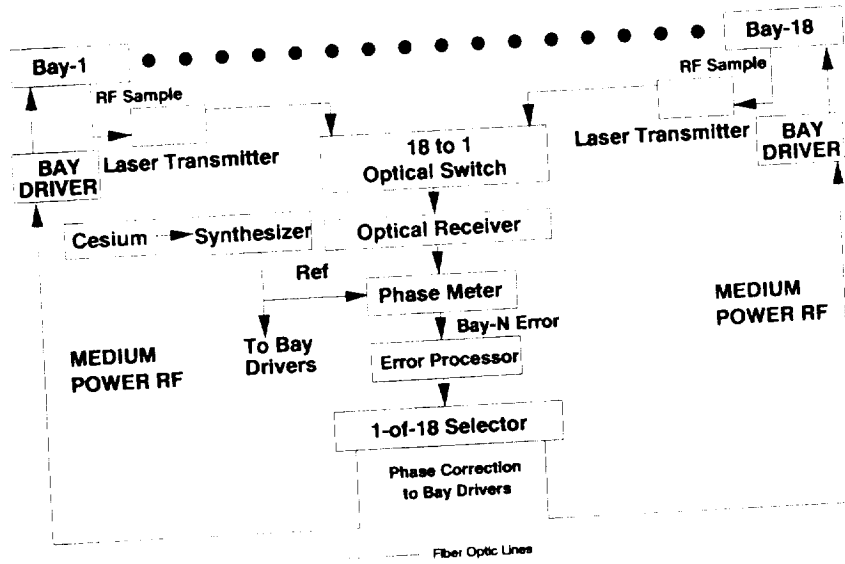 Bay-1
Bay-18
RF Sample
RF Sample
Laser Transmitter
Laser Transmitter
BAY
DRIVER
BAY
DRIVER
18 to 1
Optical Switch
Cesium
Synthesizer
Optical Receiver
Ref
Phase Meter
Bay-N Error
To Bay
Drivers
Error Processor
MEDIUM
POWER RF
MEDIUM
POWER RF
1-of-18 Selector
Phase Correction
to Bay Drivers
Fiber Optic Lines